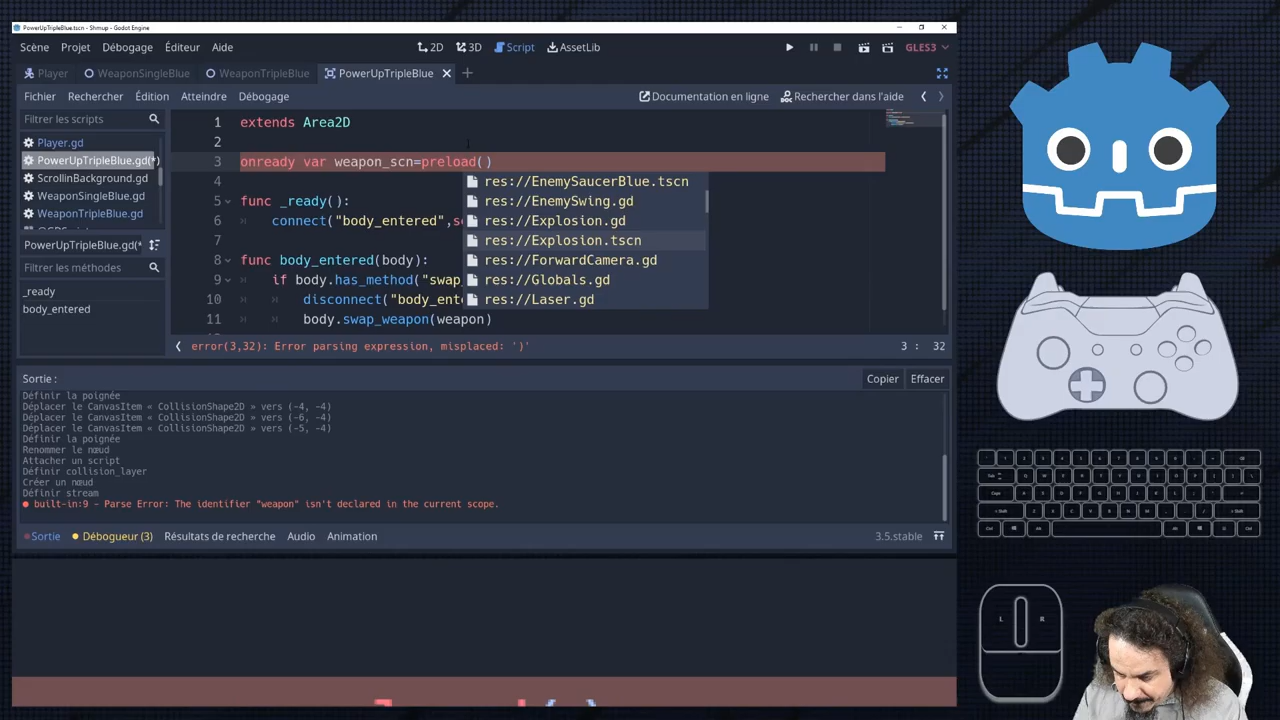 PowerUpTripleBlue.tscn - Shmup - Godot Engine
Scène Projet Débogage Éditeur Aide
2D 3D Script AssetLib
GLES3
Player WeaponSingleBlue WeaponTripleBlue PowerUpTripleBlue
Fichier Rechercher Édition Atteindre Débogage
Documentation en ligne Rechercher dans l'aide
Filtrer les scripts
Player.gd
PowerUpTripleBlue.gd(*)
ScrollinBackground.gd
WeaponSingleBlue.gd
WeaponTripleBlue.gd
PowerUpTripleBlue.gd(*
Filtrer les méthodes
_ready
body_entered
1 extends Area2D
2
3 onready var weapon_scn=preload()
4
5 func _ready():
6 connect("body_entered",se
7
8 func body_entered(body):
9 if body.has_method("swap
10 disconnect("body_ente
11 body.swap_weapon(weapon)
res://EnemySaucerBlue.tscn
res://EnemySwing.gd
res://Explosion.gd
res://Explosion.tscn
res://ForwardCamera.gd
res://Globals.gd
res://Laser.gd
error(3,32): Error parsing expression, misplaced: ')'
3 : 32
Sortie :
Copier Effacer
Définir la poignée
Déplacer le CanvasItem « CollisionShape2D » vers (-4, -4)
Déplacer le CanvasItem « CollisionShape2D » vers (-6, -4)
Déplacer le CanvasItem « CollisionShape2D » vers (-5, -4)
Définir la poignée
Renommer le nœud
Attacher un script
Définir collision_layer
Créer un nœud
Définir stream
built-in:9 - Parse Error: The identifier "weapon" isn't declared in the current scope.
Sortie Débogueur (3) Résultats de recherche Audio Animation
3.5.stable
L R